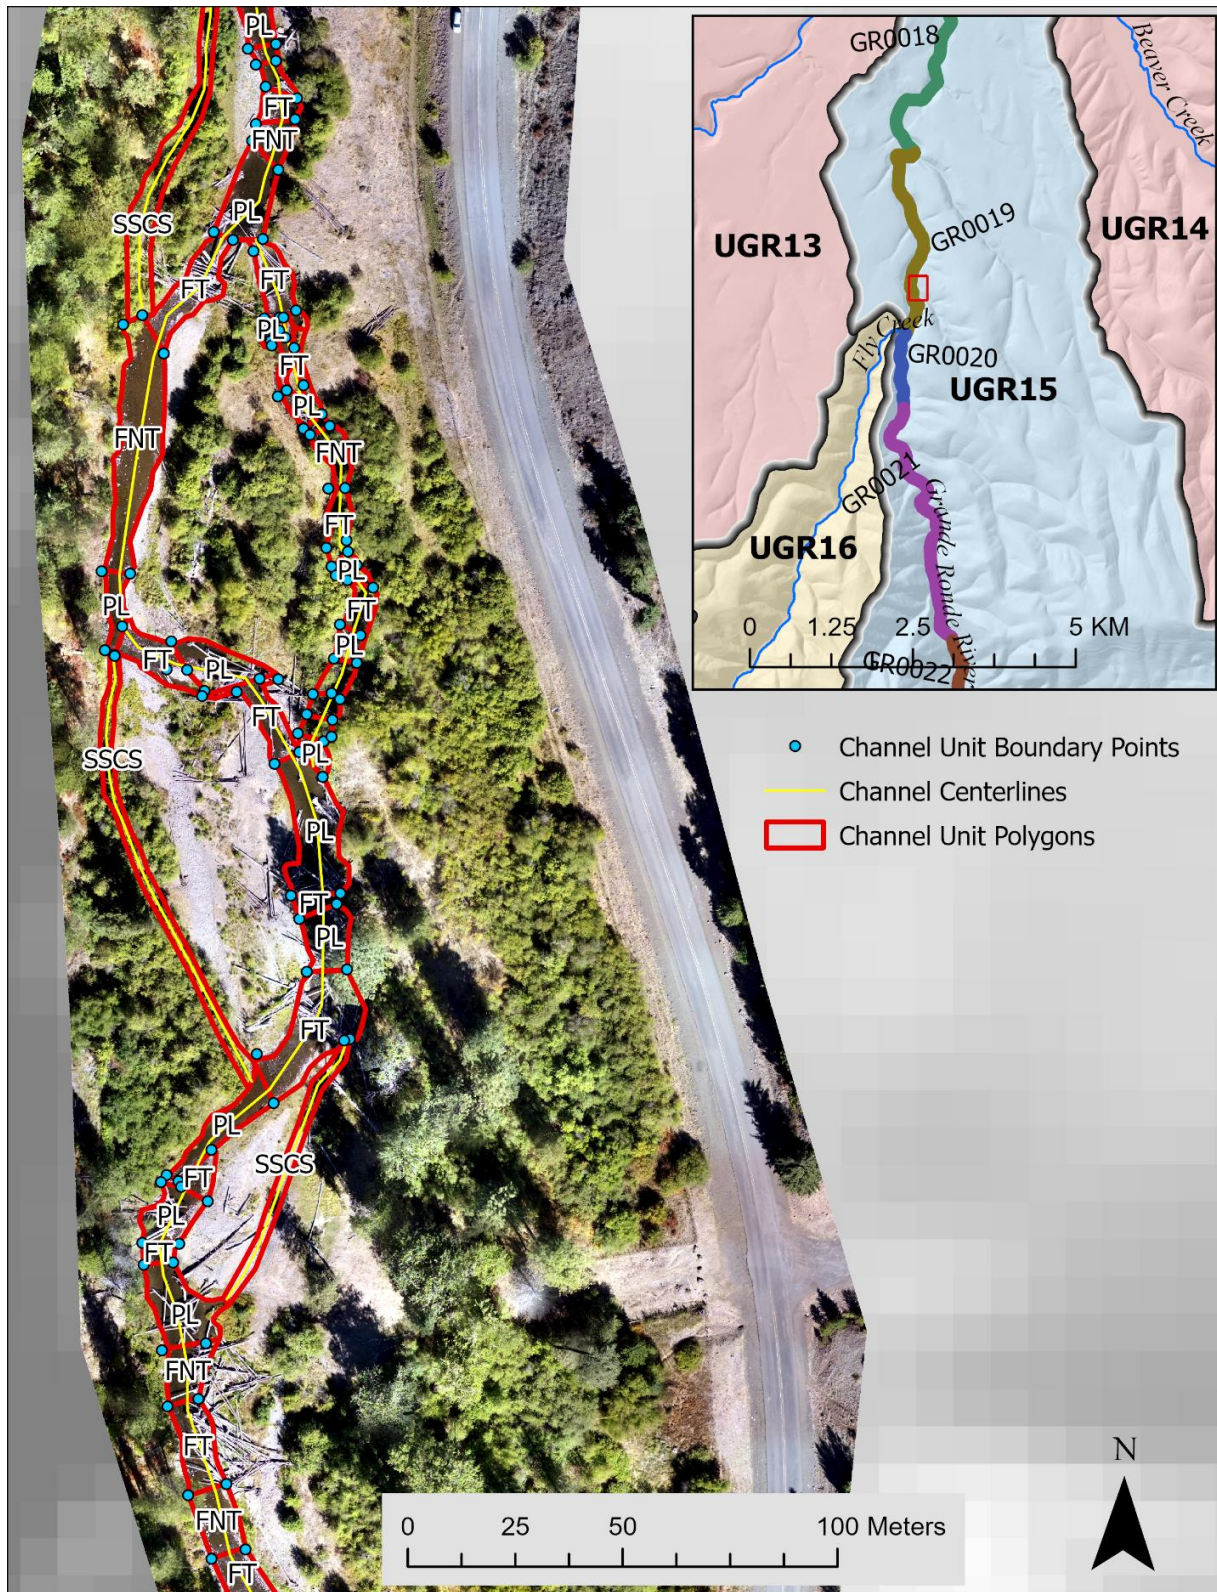 PL
FT
FNT
PL
SSCS
FT
FT
PL
FT
PL
FNT
FNT
FT
PL
FT
PL
PL
FT
PL
FT
SSCS
PL
PL
FT
PL
FT
PL
SSCS
FT
PL
FT
PL
FNT
FT
FNT
FT
GR0018
Beaver Creek
GR0019
UGR13
UGR14
Fly Creek
GR0020
UGR15
GR0021
Grande Ronde River
UGR16
0 1.25 2.5 5 KM
GR0022
Channel Unit Boundary Points
Channel Centerlines
Channel Unit Polygons
N
0 25 50 100 Meters